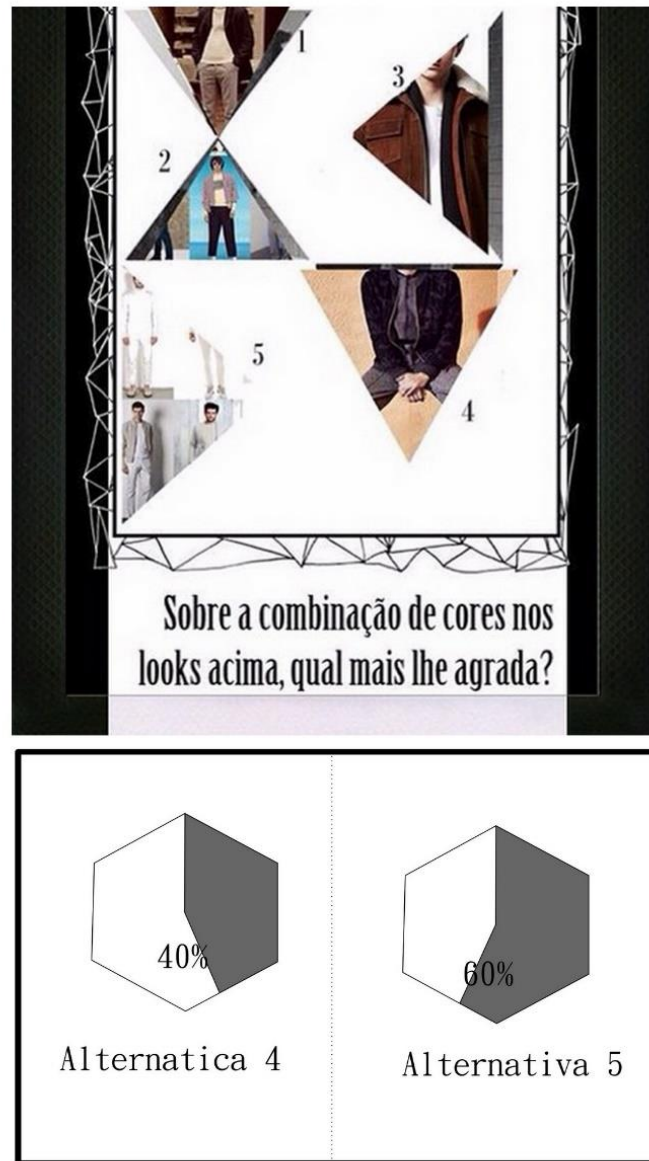 1
3
2
5
4
Sobre a combinação de cores nos
looks acima, qual mais lhe agrada?
40%
60%
Alternatica 4
Alternativa 5